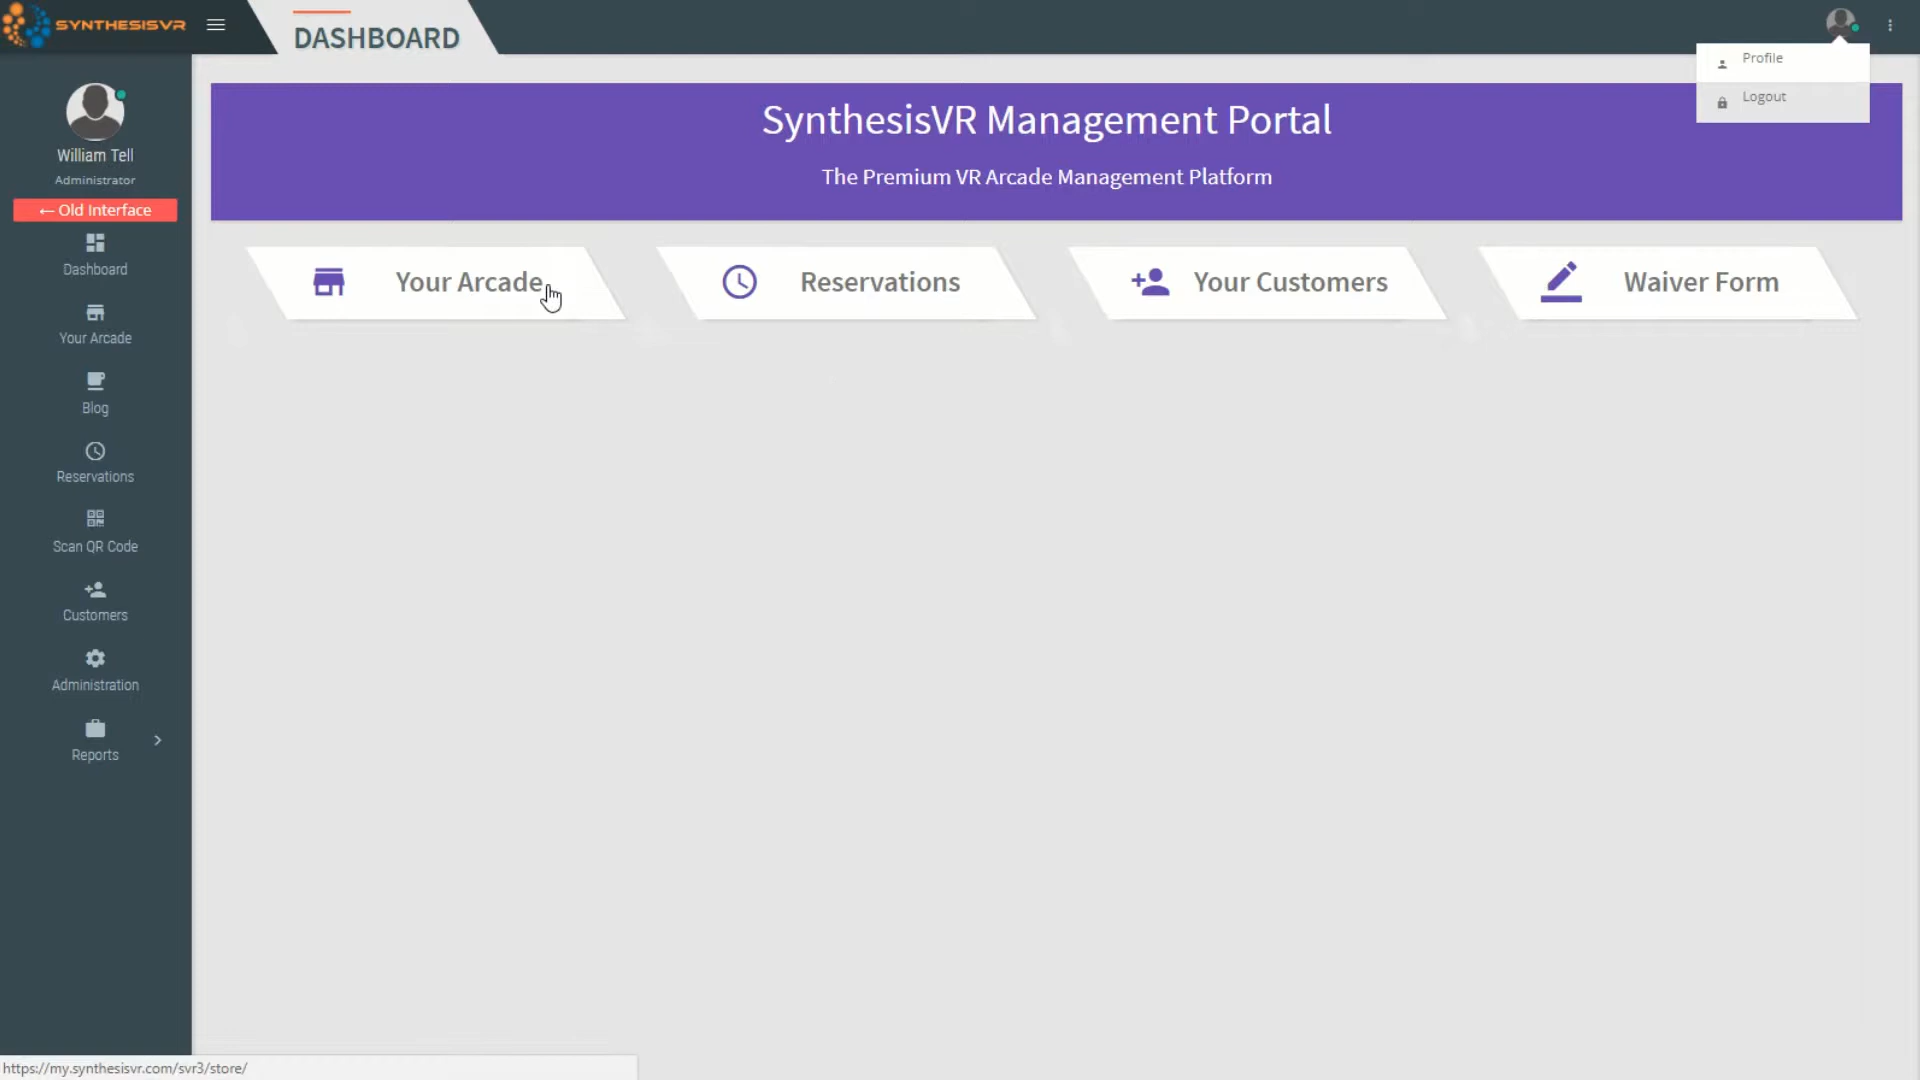 SYNTHESISVR
DASHBOARD
Profile
Logout
William Tell
Administrator
← Old Interface
Dashboard
Your Arcade
Blog
Reservations
Scan QR Code
Customers
Administration
Reports
SynthesisVR Management Portal
The Premium VR Arcade Management Platform
Your Arcade
Reservations
Your Customers
Waiver Form
https://my.synthesisvr.com/svr3/store/